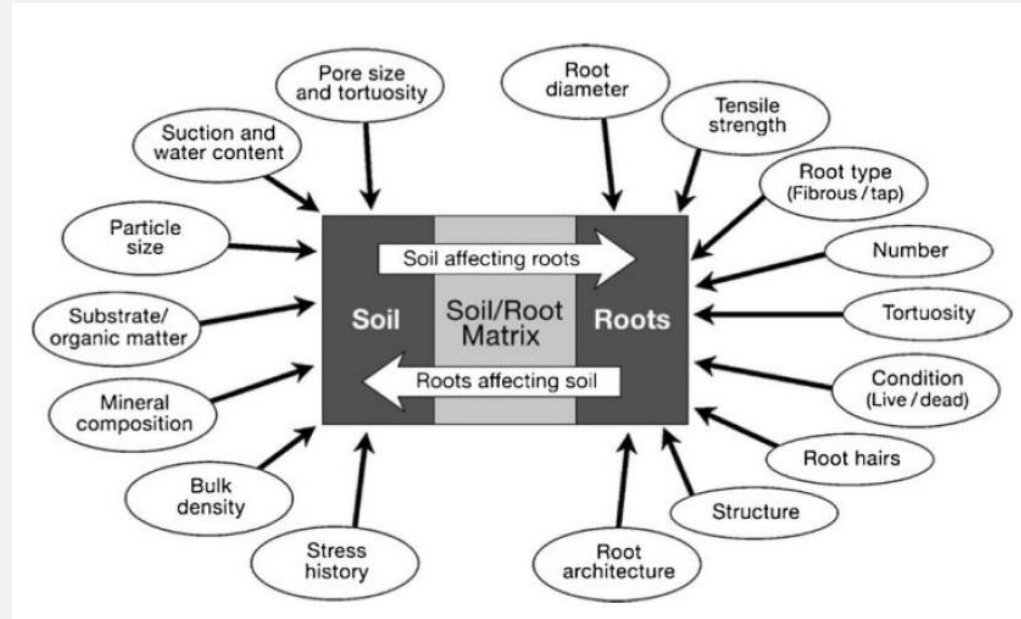 Pore size
and tortuosity
Suction and
water content
Particle
size
Substrate/
organic matter
Mineral
composition
Bulk
density
Stress
history
Soil
Soil affecting roots
Soil/Root
Matrix
Roots affecting soil
Roots
Root
diameter
Tensile
strength
Root type
(Fibrous/tap)
Number
Tortuosity
Condition
(Live/dead)
Root hairs
Structure
Root
architecture